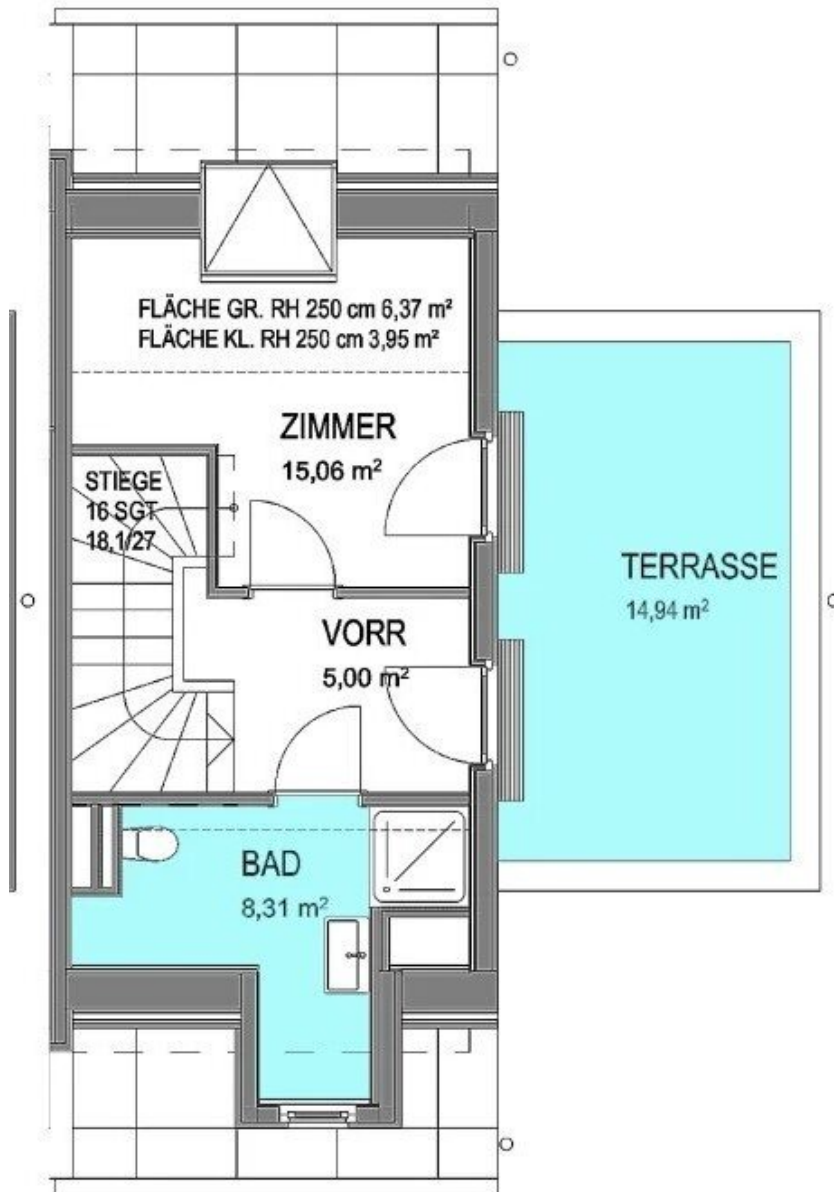 FLÄCHE GR. RH 250 cm 6,37 m²
FLÄCHE KL. RH 250 cm 3,95 m²
ZIMMER
15,06 m²
STIEGE
16 SGT
18,1/27
TERRASSE
14,94 m²
VORR
5,00 m²
BAD
8,31 m²